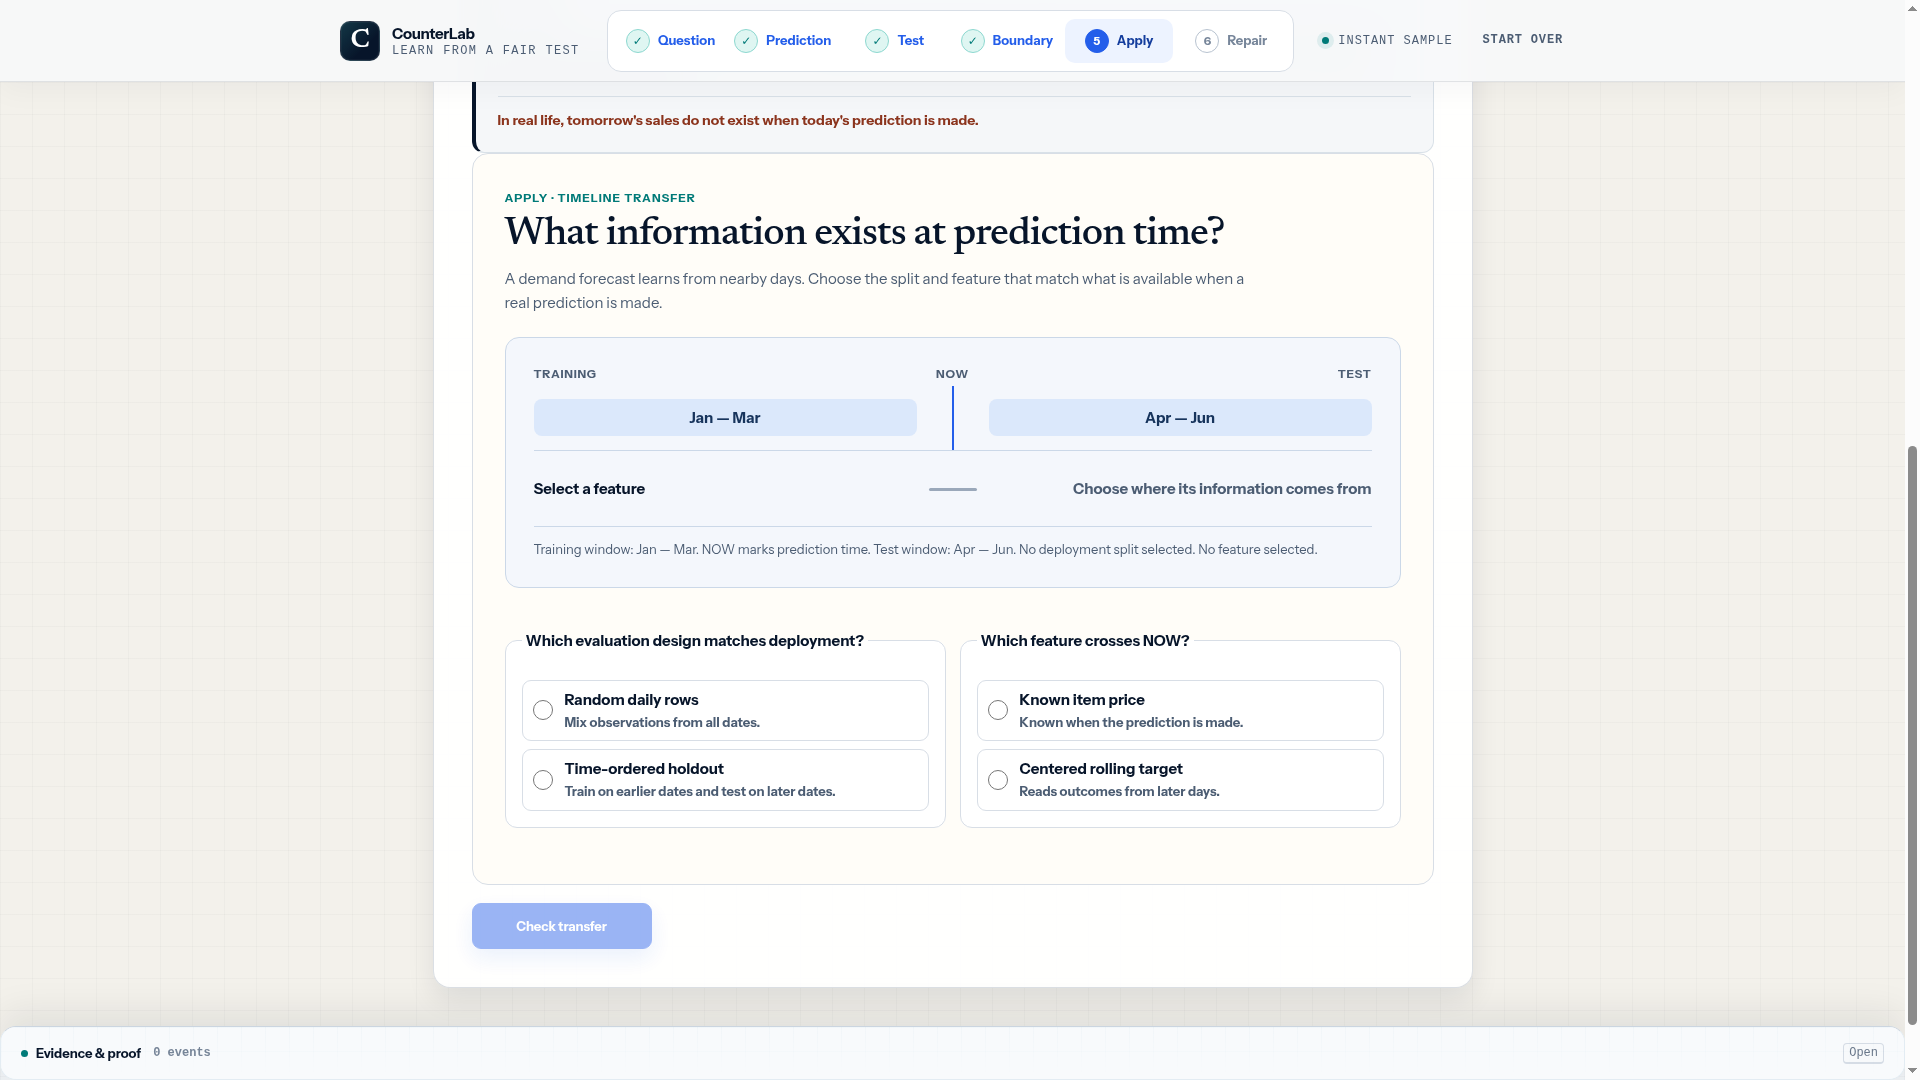 C
CounterLab
LEARN FROM A FAIR TEST
✓ Question
✓ Prediction
✓ Test
✓ Boundary
5 Apply
6 Repair
INSTANT SAMPLE
START OVER
In real life, tomorrow's sales do not exist when today's prediction is made.
APPLY · TIMELINE TRANSFER
What information exists at prediction time?
A demand forecast learns from nearby days. Choose the split and feature that match what is available when a
real prediction is made.
TRAINING
NOW
TEST
Jan — Mar
Apr — Jun
Select a feature
Choose where its information comes from
Training window: Jan — Mar. NOW marks prediction time. Test window: Apr — Jun. No deployment split selected. No feature selected.
Which evaluation design matches deployment?
Random daily rows
Mix observations from all dates.
Time-ordered holdout
Train on earlier dates and test on later dates.
Which feature crosses NOW?
Known item price
Known when the prediction is made.
Centered rolling target
Reads outcomes from later days.
Check transfer
Evidence & proof
0 events
Open